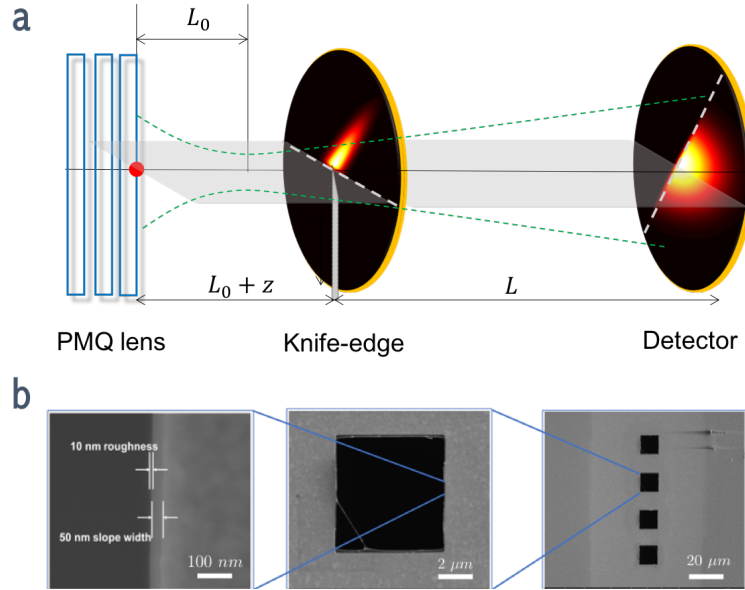 a
L₀
L₀ + z
L
PMQ lens
Knife-edge
Detector
b
10 nm roughness
50 nm slope width
100 nm
2 μm
20 μm